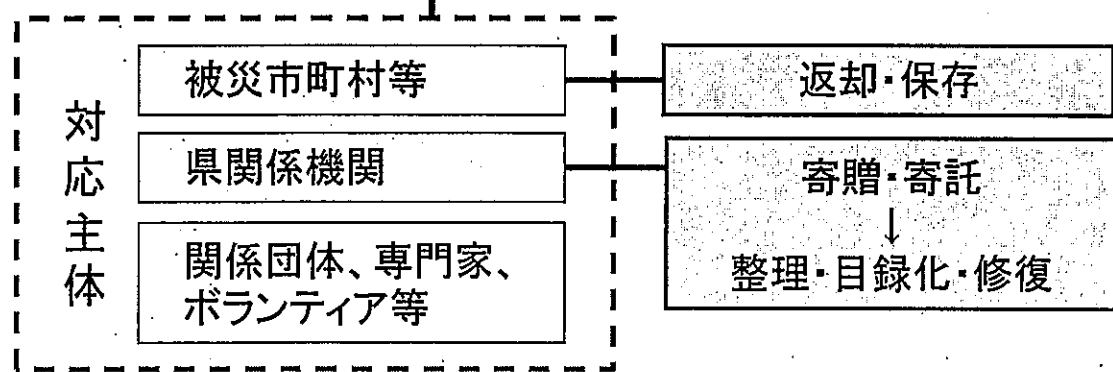 対応主体
被災市町村等
返却・保存
県関係機関
寄贈・寄託
↓
整理・目録化・修復
関係団体、専門家、
ボランティア等